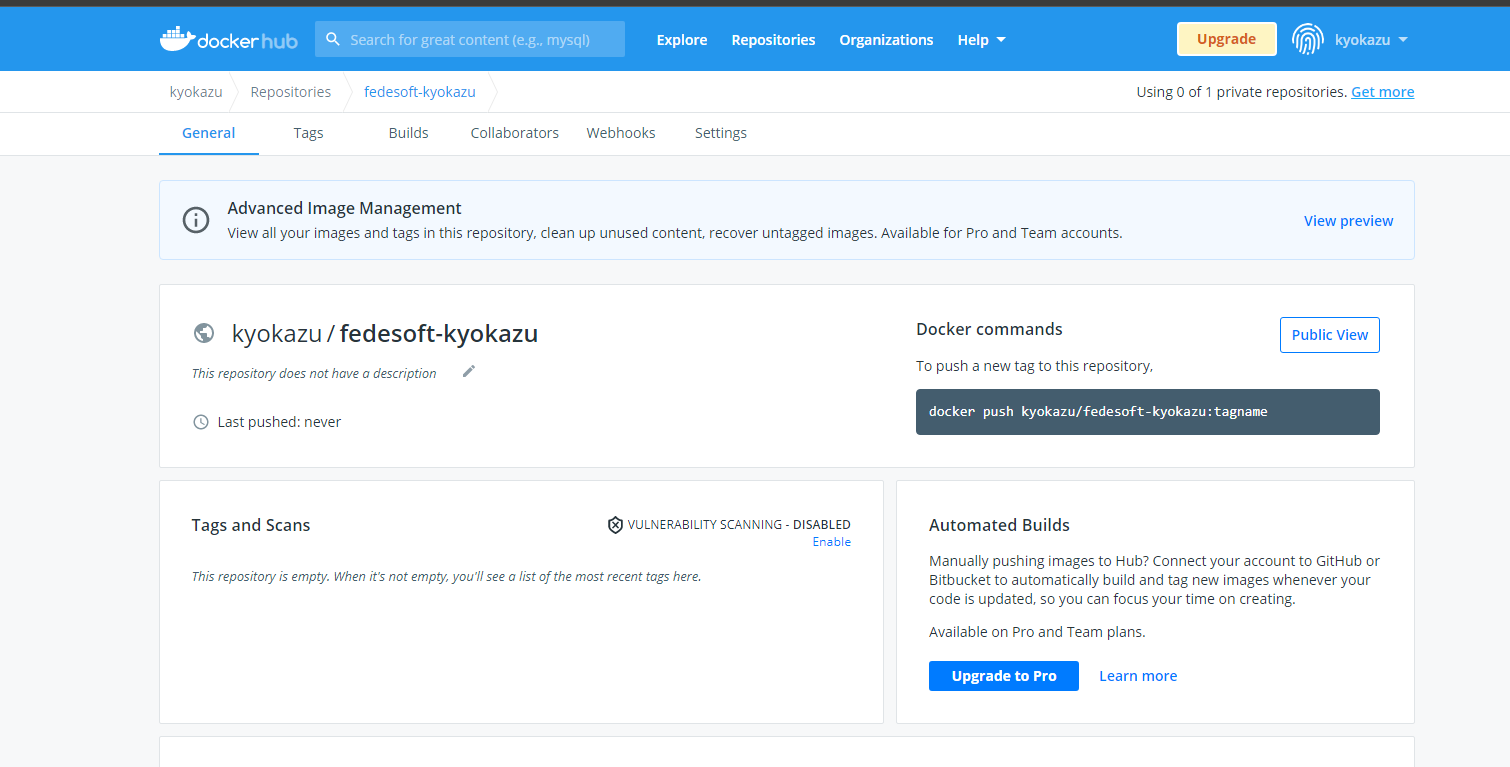 docker hub
Search for great content (e.g., mysql)
Explore
Repositories
Organizations
Help
Upgrade
kyokazu
kyokazu
Repositories
fedesoft-kyokazu
Using 0 of 1 private repositories. Get more
General
Tags
Builds
Collaborators
Webhooks
Settings
Advanced Image Management
View all your images and tags in this repository, clean up unused content, recover untagged images. Available for Pro and Team accounts.
View preview
kyokazu / fedesoft-kyokazu
This repository does not have a description
Last pushed: never
Docker commands
Public View
To push a new tag to this repository,
docker push kyokazu/fedesoft-kyokazu:tagname
Tags and Scans
VULNERABILITY SCANNING - DISABLED
Enable
This repository is empty. When it's not empty, you'll see a list of the most recent tags here.
Automated Builds
Manually pushing images to Hub? Connect your account to GitHub or
Bitbucket to automatically build and tag new images whenever your
code is updated, so you can focus your time on creating.
Available on Pro and Team plans.
Upgrade to Pro
Learn more